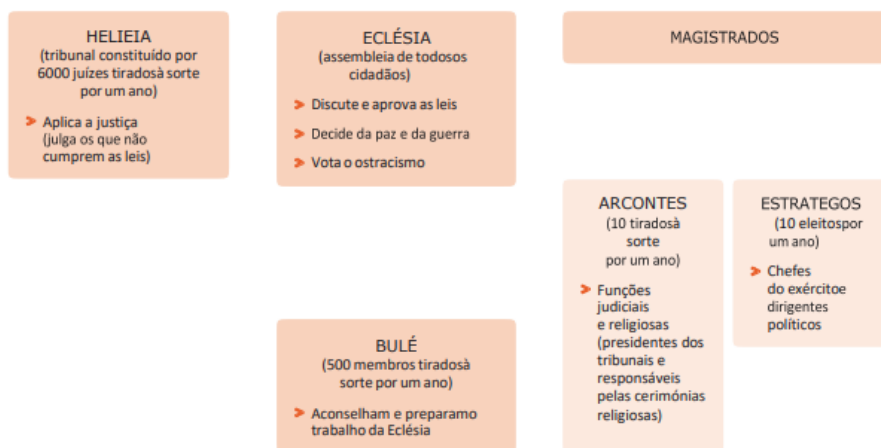 HELIEIA
(tribunal constituído por
6000 juízes tiradosà sorte
por um ano)
➤ Aplica a justiça
(julga os que não
cumprem as leis)
ECLÉSIA
(assembleia de todosos
cidadãos)
➤ Discute e aprova as leis
➤ Decide da paz e da guerra
➤ Vota o ostracismo
BULÉ
(500 membros tiradosà
sorte por um ano)
➤ Aconselham e preparamo
trabalho da Eclésia
MAGISTRADOS
ARCONTES
(10 tiradosà
sorte
por um ano)
➤ Funções
judiciais
e religiosas
(presidentes dos
tribunais e
responsáveis
pelas cerimónias
religiosas)
ESTRATEGOS
(10 eleitospor
um ano)
➤ Chefes
do exércitoe
dirigentes
políticos